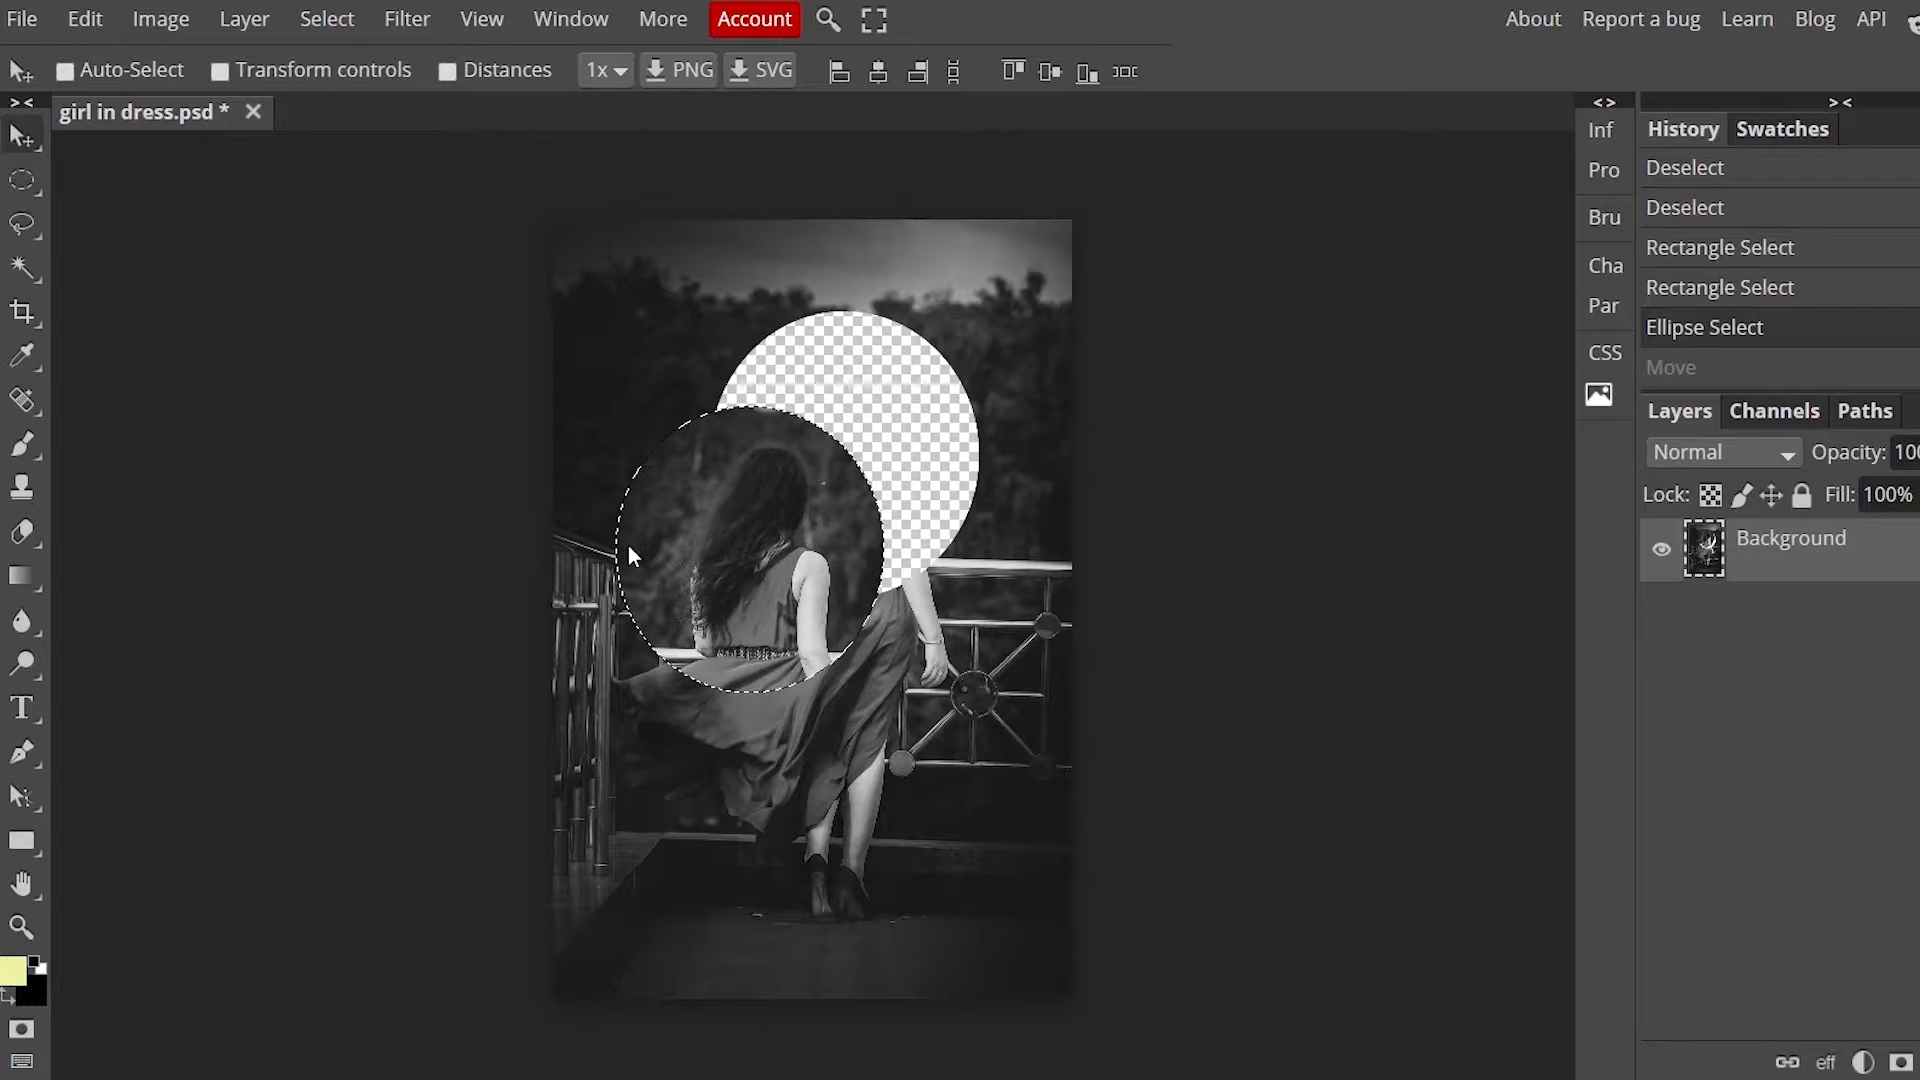 File Edit Image Layer Select Filter View Window More Account About Report a bug Learn Blog API
Auto-Select Transform controls Distances 1x PNG SVG
girl in dress.psd *
Inf
Pro
Bru
Cha
Par
CSS
History Swatches
Deselect
Deselect
Rectangle Select
Rectangle Select
Ellipse Select
Move
Layers Channels Paths
Normal Opacity: 100
Lock: Fill: 100%
Background
eff